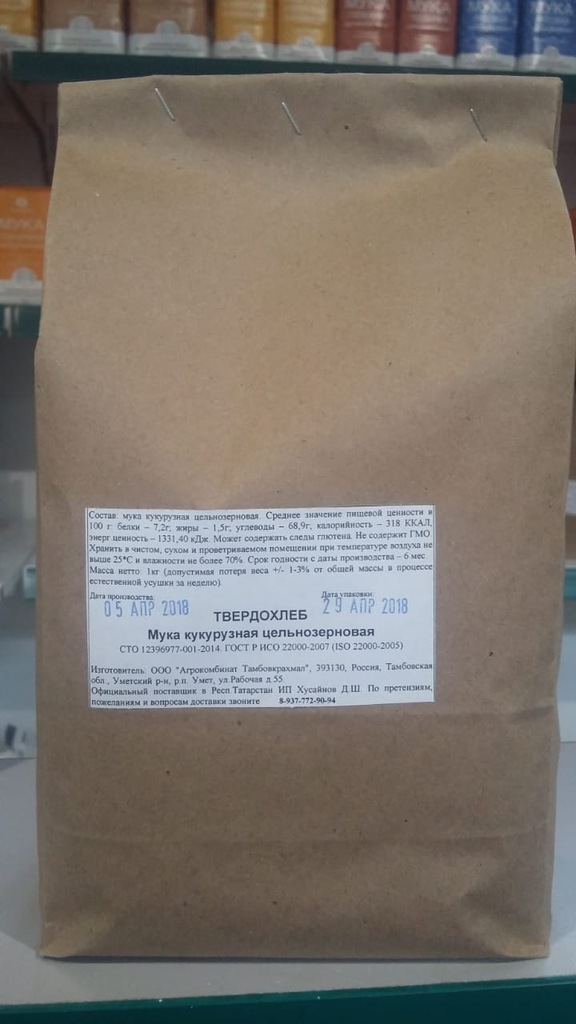 МУКА
МУКА
МУКА
МУКА
МУКА
Состав: мука кукурузная цельнозерновая. Среднее значение пищевой ценности в
100 г: белки – 7,2г; жиры – 1,5г; углеводы – 68,9г; калорийность – 318 ККАЛ,
энерг ценность – 1331,40 кДж. Может содержать следы глютена. Не содержит ГМО.
Хранить в чистом, сухом и проветриваемом помещении при температуре воздуха не
выше 25°С и влажности не более 70%. Срок годности с даты производства – 6 мес.
Масса нетто: 1кг (допустимая потеря веса +/- 1-3% от общей массы в процессе
естественной усушки за неделю).
Дата производства: Дата упаковки:
05 АПР 2018 29 АПР 2018
ТВЕРДОХЛЕБ
Мука кукурузная цельнозерновая
СТО 12396977-001-2014. ГОСТ Р ИСО 22000-2007 (ISO 22000-2005)
Изготовитель: ООО "Агрокомбинат Тамбовкрахмал", 393130, Россия, Тамбовская
обл., Уметский р-н, р.п. Умет, ул.Рабочая д.55
Официальный поставщик в Респ.Татарстан ИП Хусайнов Д.Ш. По претензиям,
пожеланиям и вопросам доставки звоните 8-937-772-90-94